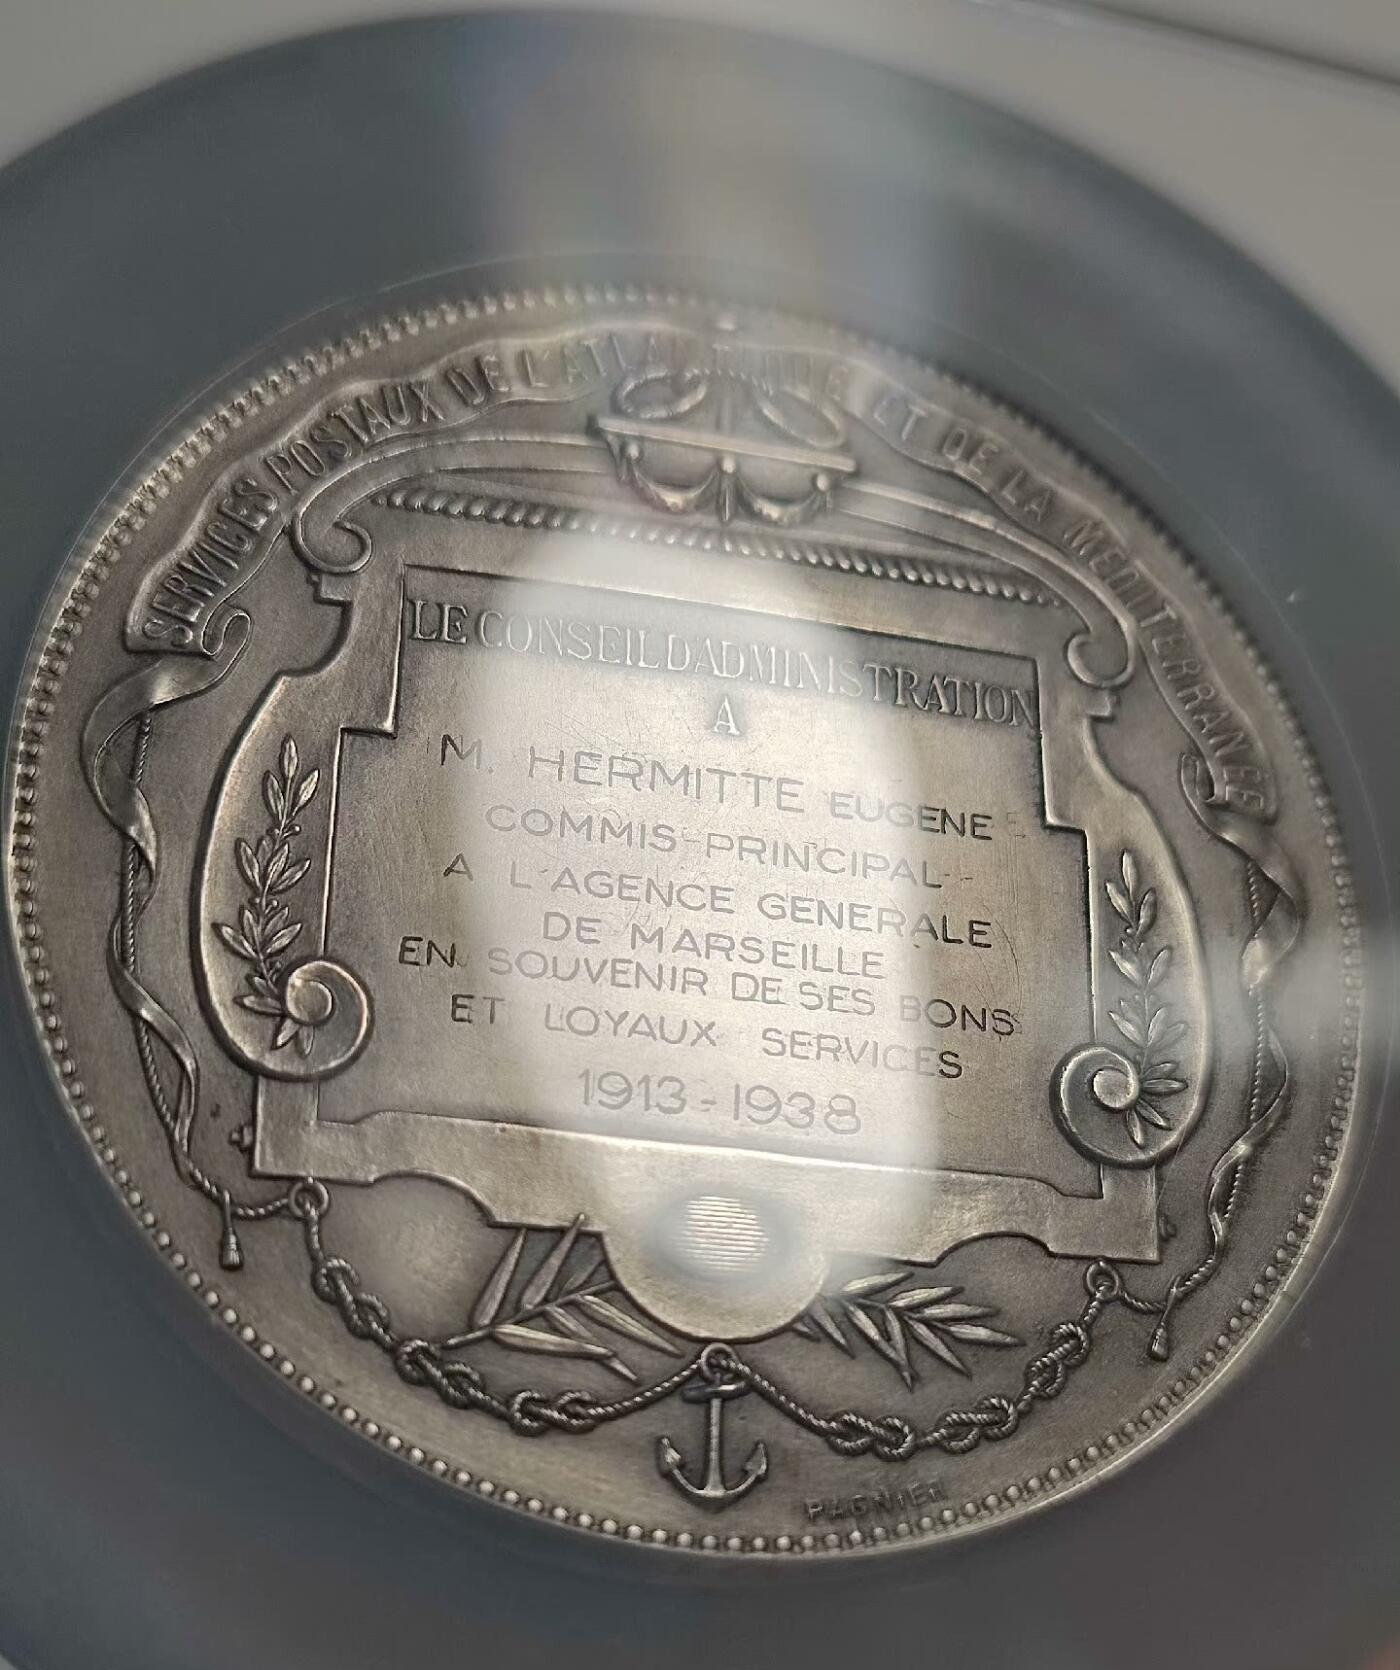 SERVICES POSTAUX DE L'ATLANTIQUE ET DE LA MEDITERRANÉE
LE CONSEIL D'ADMINISTRATION
A
M. HERMITTE EUGENE
COMMIS-PRINCIPAL
A L'AGENCE GENERALE
DE MARSEILLE
EN SOUVENIR DE SES BONS
ET LOYAUX SERVICES
1913-1938
PAGNIER